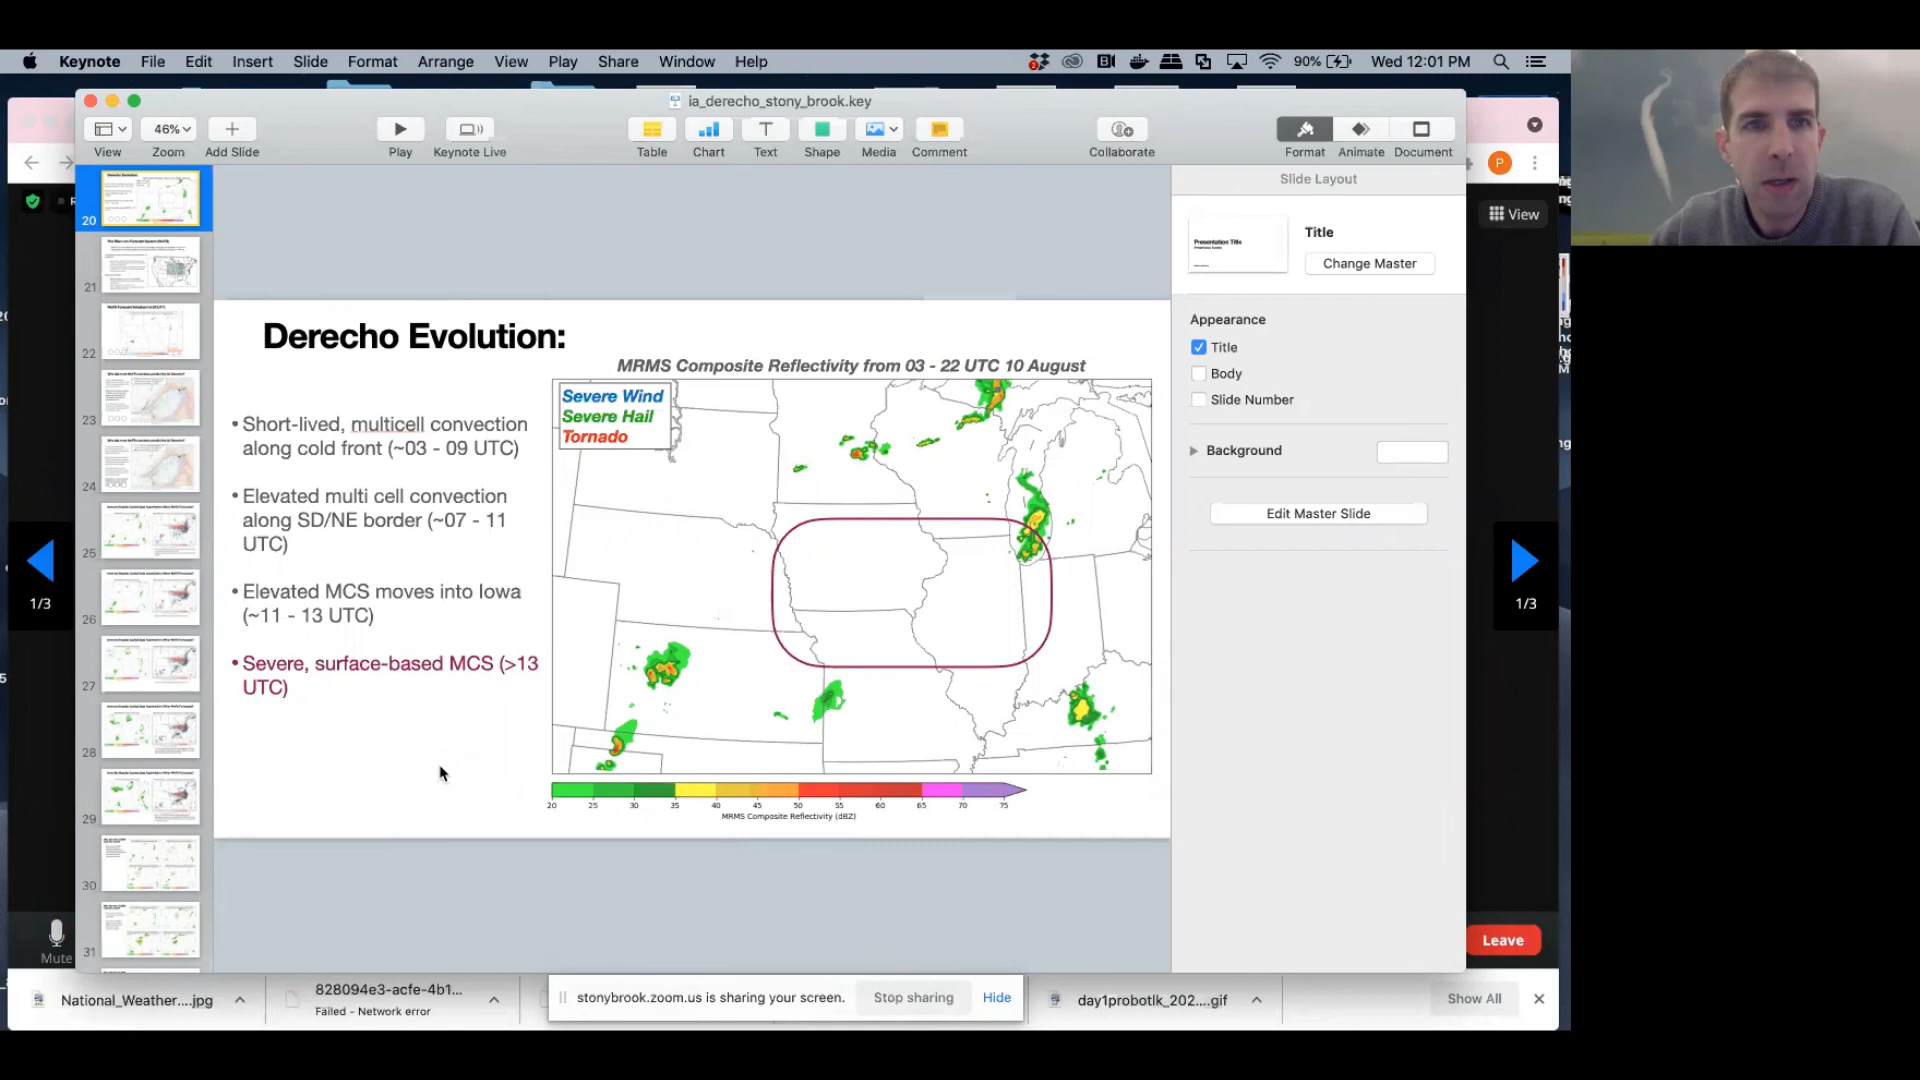 Keynote File Edit Insert Slide Format Arrange View Play Share Window Help
90% Wed 12:01 PM
ia_derecho_stony_brook.key
46%
View Zoom Add Slide Play Keynote Live Table Chart Text Shape Media Comment Collaborate Format Animate Document
P
View
Slide Layout
Presentation Title
Title
Change Master
Appearance
Title
Body
Slide Number
Background
Edit Master Slide
20
21
22
23
24
25
26
27
28
29
30
31
Derecho Evolution:
MRMS Composite Reflectivity from 03 - 22 UTC 10 August
Severe Wind
Severe Hail
Tornado
• Short-lived, multicell convection
along cold front (~03 - 09 UTC)
• Elevated multi cell convection
along SD/NE border (~07 - 11
UTC)
• Elevated MCS moves into Iowa
(~11 - 13 UTC)
• Severe, surface-based MCS (>13
UTC)
20 25 30 35 40 45 50 55 60 65 70 75
MRMS Composite Reflectivity (dBZ)
1/3
1/3
Mute
Leave
National_Weather....jpg
828094e3-acfe-4b1...
Failed - Network error
stonybrook.zoom.us is sharing your screen.
Stop sharing
Hide
day1probotlk_202....gif
Show All